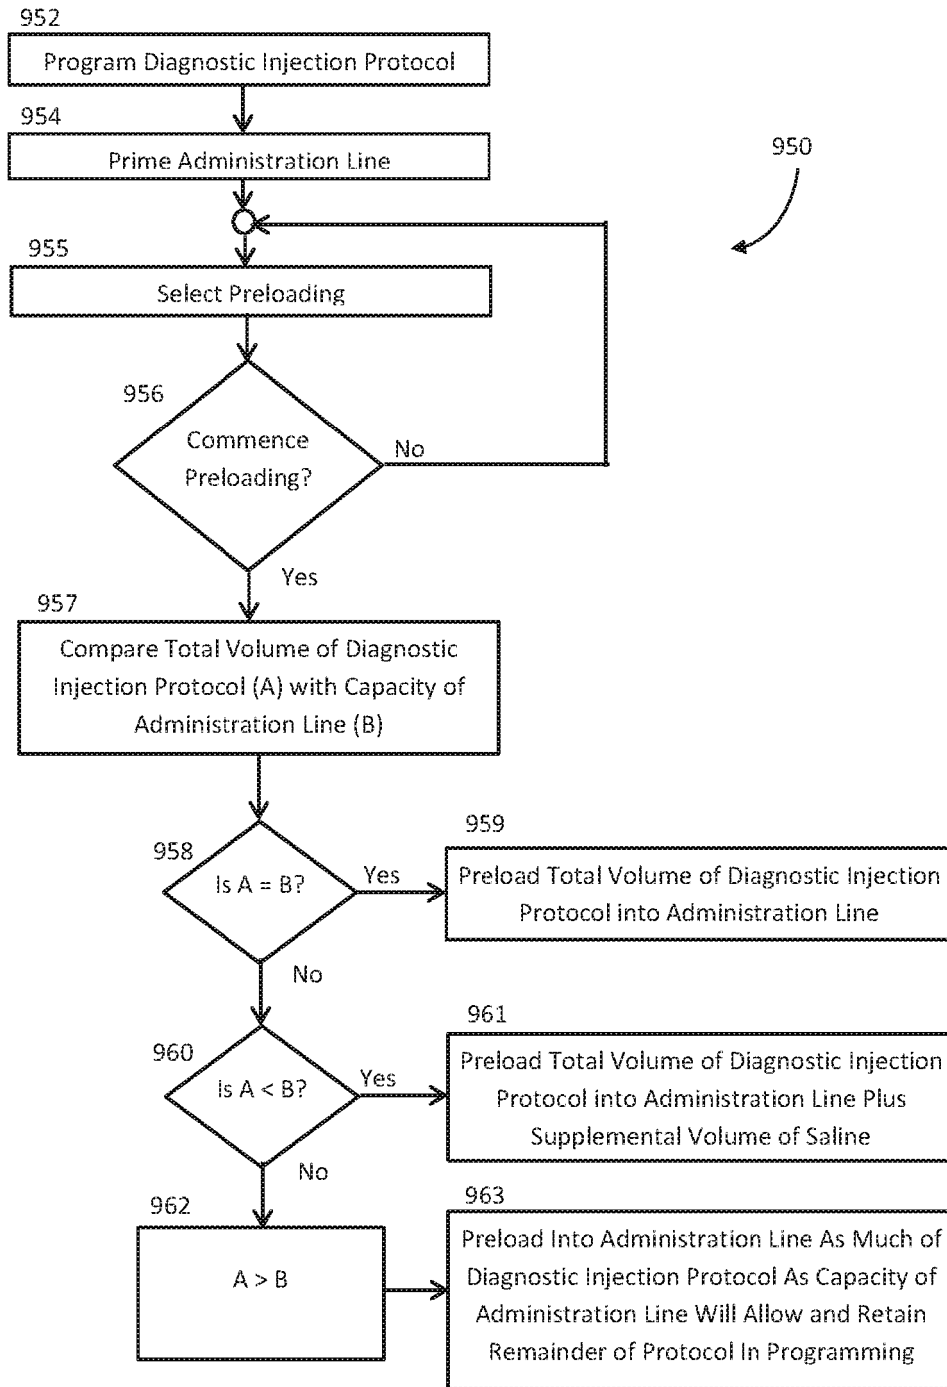 952
Program Diagnostic Injection Protocol
954
Prime Administration Line
950
955
Select Preloading
956
Commence
Preloading?
No
Yes
957
Compare Total Volume of Diagnostic
Injection Protocol (A) with Capacity of
Administration Line (B)
958
Is A = B?
Yes
959
Preload Total Volume of Diagnostic Injection
Protocol into Administration Line
No
960
Is A < B?
Yes
961
Preload Total Volume of Diagnostic Injection
Protocol into Administration Line Plus
Supplemental Volume of Saline
No
962
A > B
963
Preload Into Administration Line As Much of
Diagnostic Injection Protocol As Capacity of
Administration Line Will Allow and Retain
Remainder of Protocol In Programming